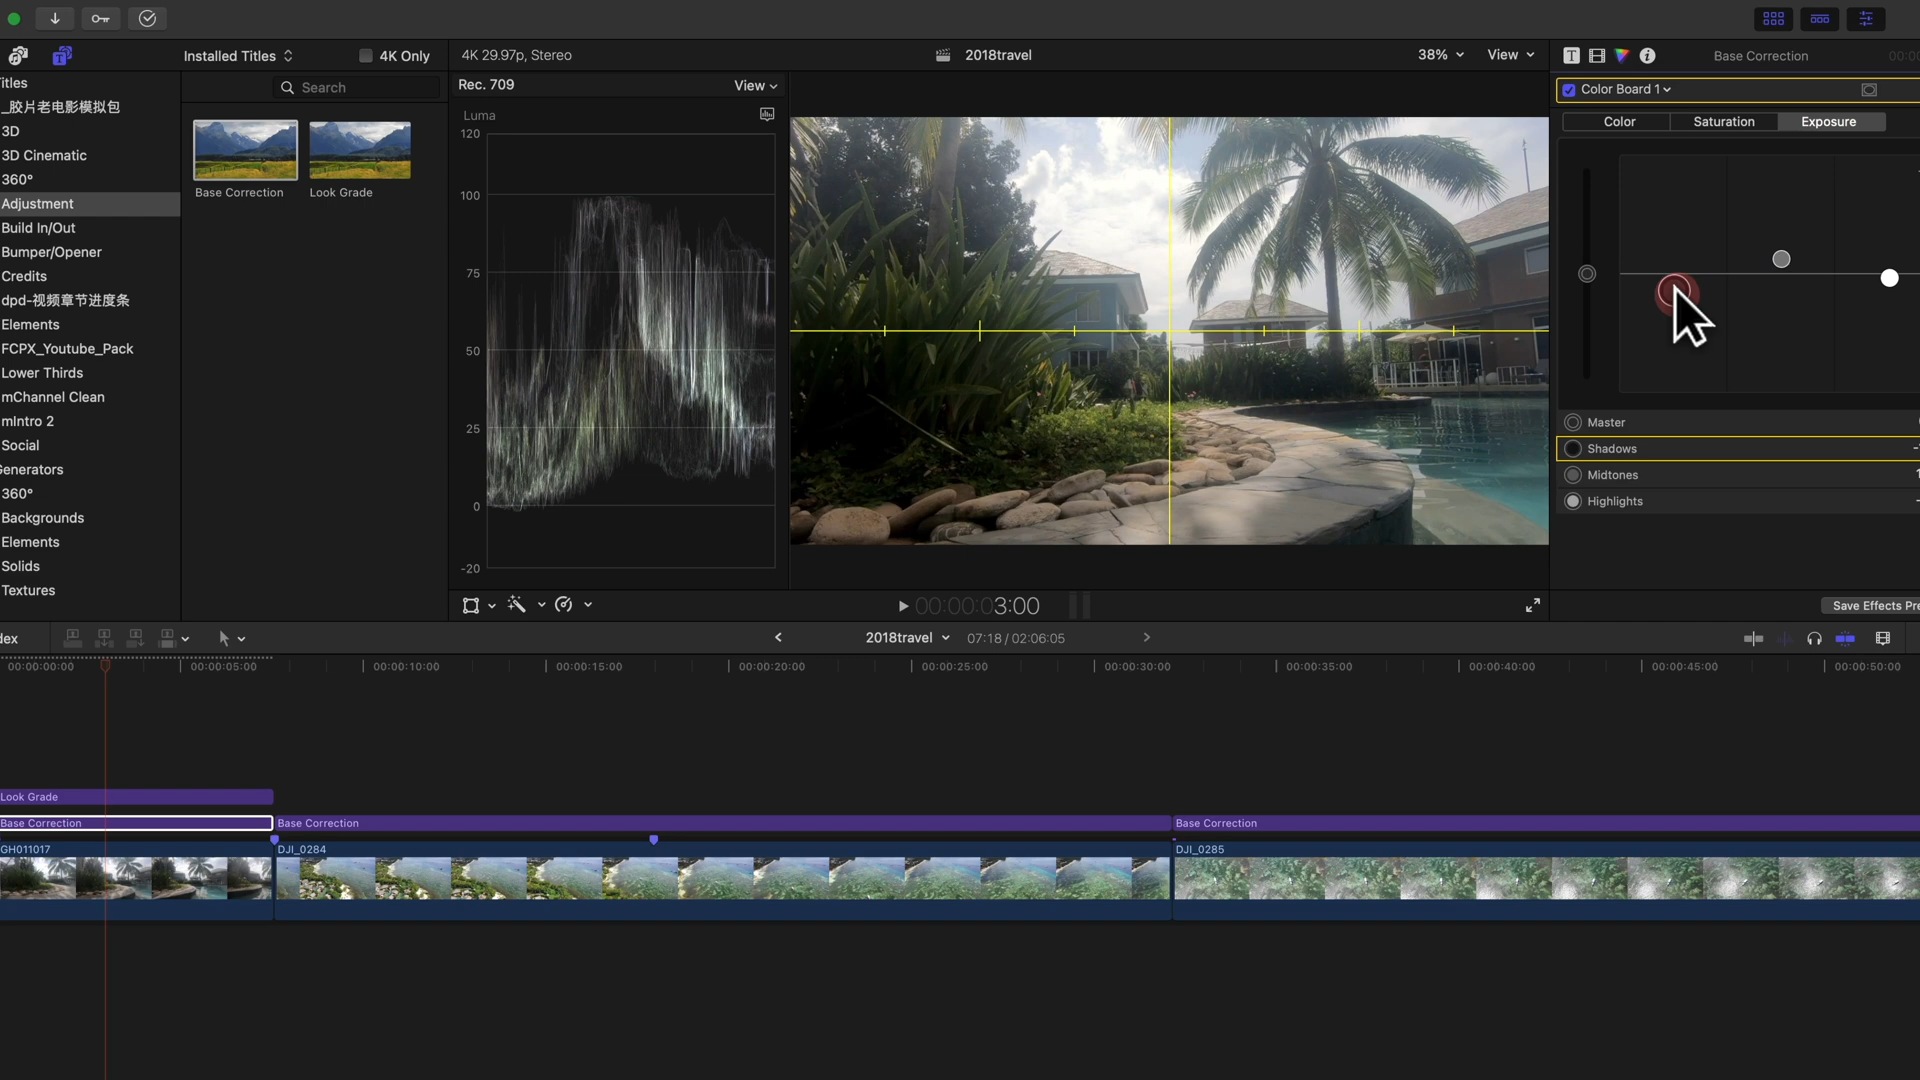 Installed Titles
4K Only
4K 29.97p, Stereo
2018travel
38%
View
Base Correction
00:00
itles
_胶片老电影模拟包
3D
3D Cinematic
360°
Adjustment
Build In/Out
Bumper/Opener
Credits
dpd-视频章节进度条
Elements
FCPX_Youtube_Pack
Lower Thirds
mChannel Clean
mIntro 2
Social
Generators
360°
Backgrounds
Elements
Solids
Textures
Search
Base Correction
Look Grade
Rec. 709
View
Luma
120
100
75
50
25
0
-20
Color Board 1
Color
Saturation
Exposure
Master
Shadows
Midtones
Highlights
Save Effects Pre
00:00:03:00
dex
2018travel
07:18 / 02:06:05
00:00:00:00
00:00:05:00
00:00:10:00
00:00:15:00
00:00:20:00
00:00:25:00
00:00:30:00
00:00:35:00
00:00:40:00
00:00:45:00
00:00:50:00
Look Grade
Base Correction
Base Correction
Base Correction
GH011017
DJI_0284
DJI_0285